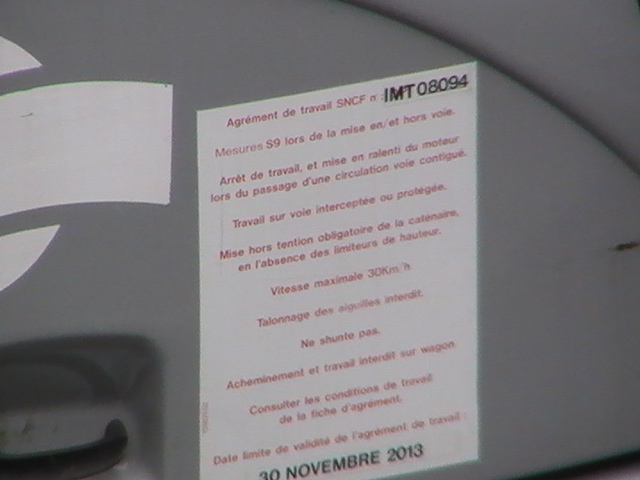 Agrément de travail SNCF n IMT08094
Mesures S9 lors de la mise en/et hors voie.
Arrêt de travail, et mise en ralenti du moteur
lors du passage d'une circulation voie contiguë.
Travail sur voie interceptée ou protégée.
Mise hors tention obligatoire de la caténaire,
en l'absence des limiteurs de hauteur.
Vitesse maximale 30Km/h
Talonnage des aiguilles interdit.
Ne shunte pas.
Acheminement et travail interdit sur wagon
Consulter les conditions de travail
de la fiche d'agrément.
Date limite de validité de l'agrément de travail :
30 NOVEMBRE 2013